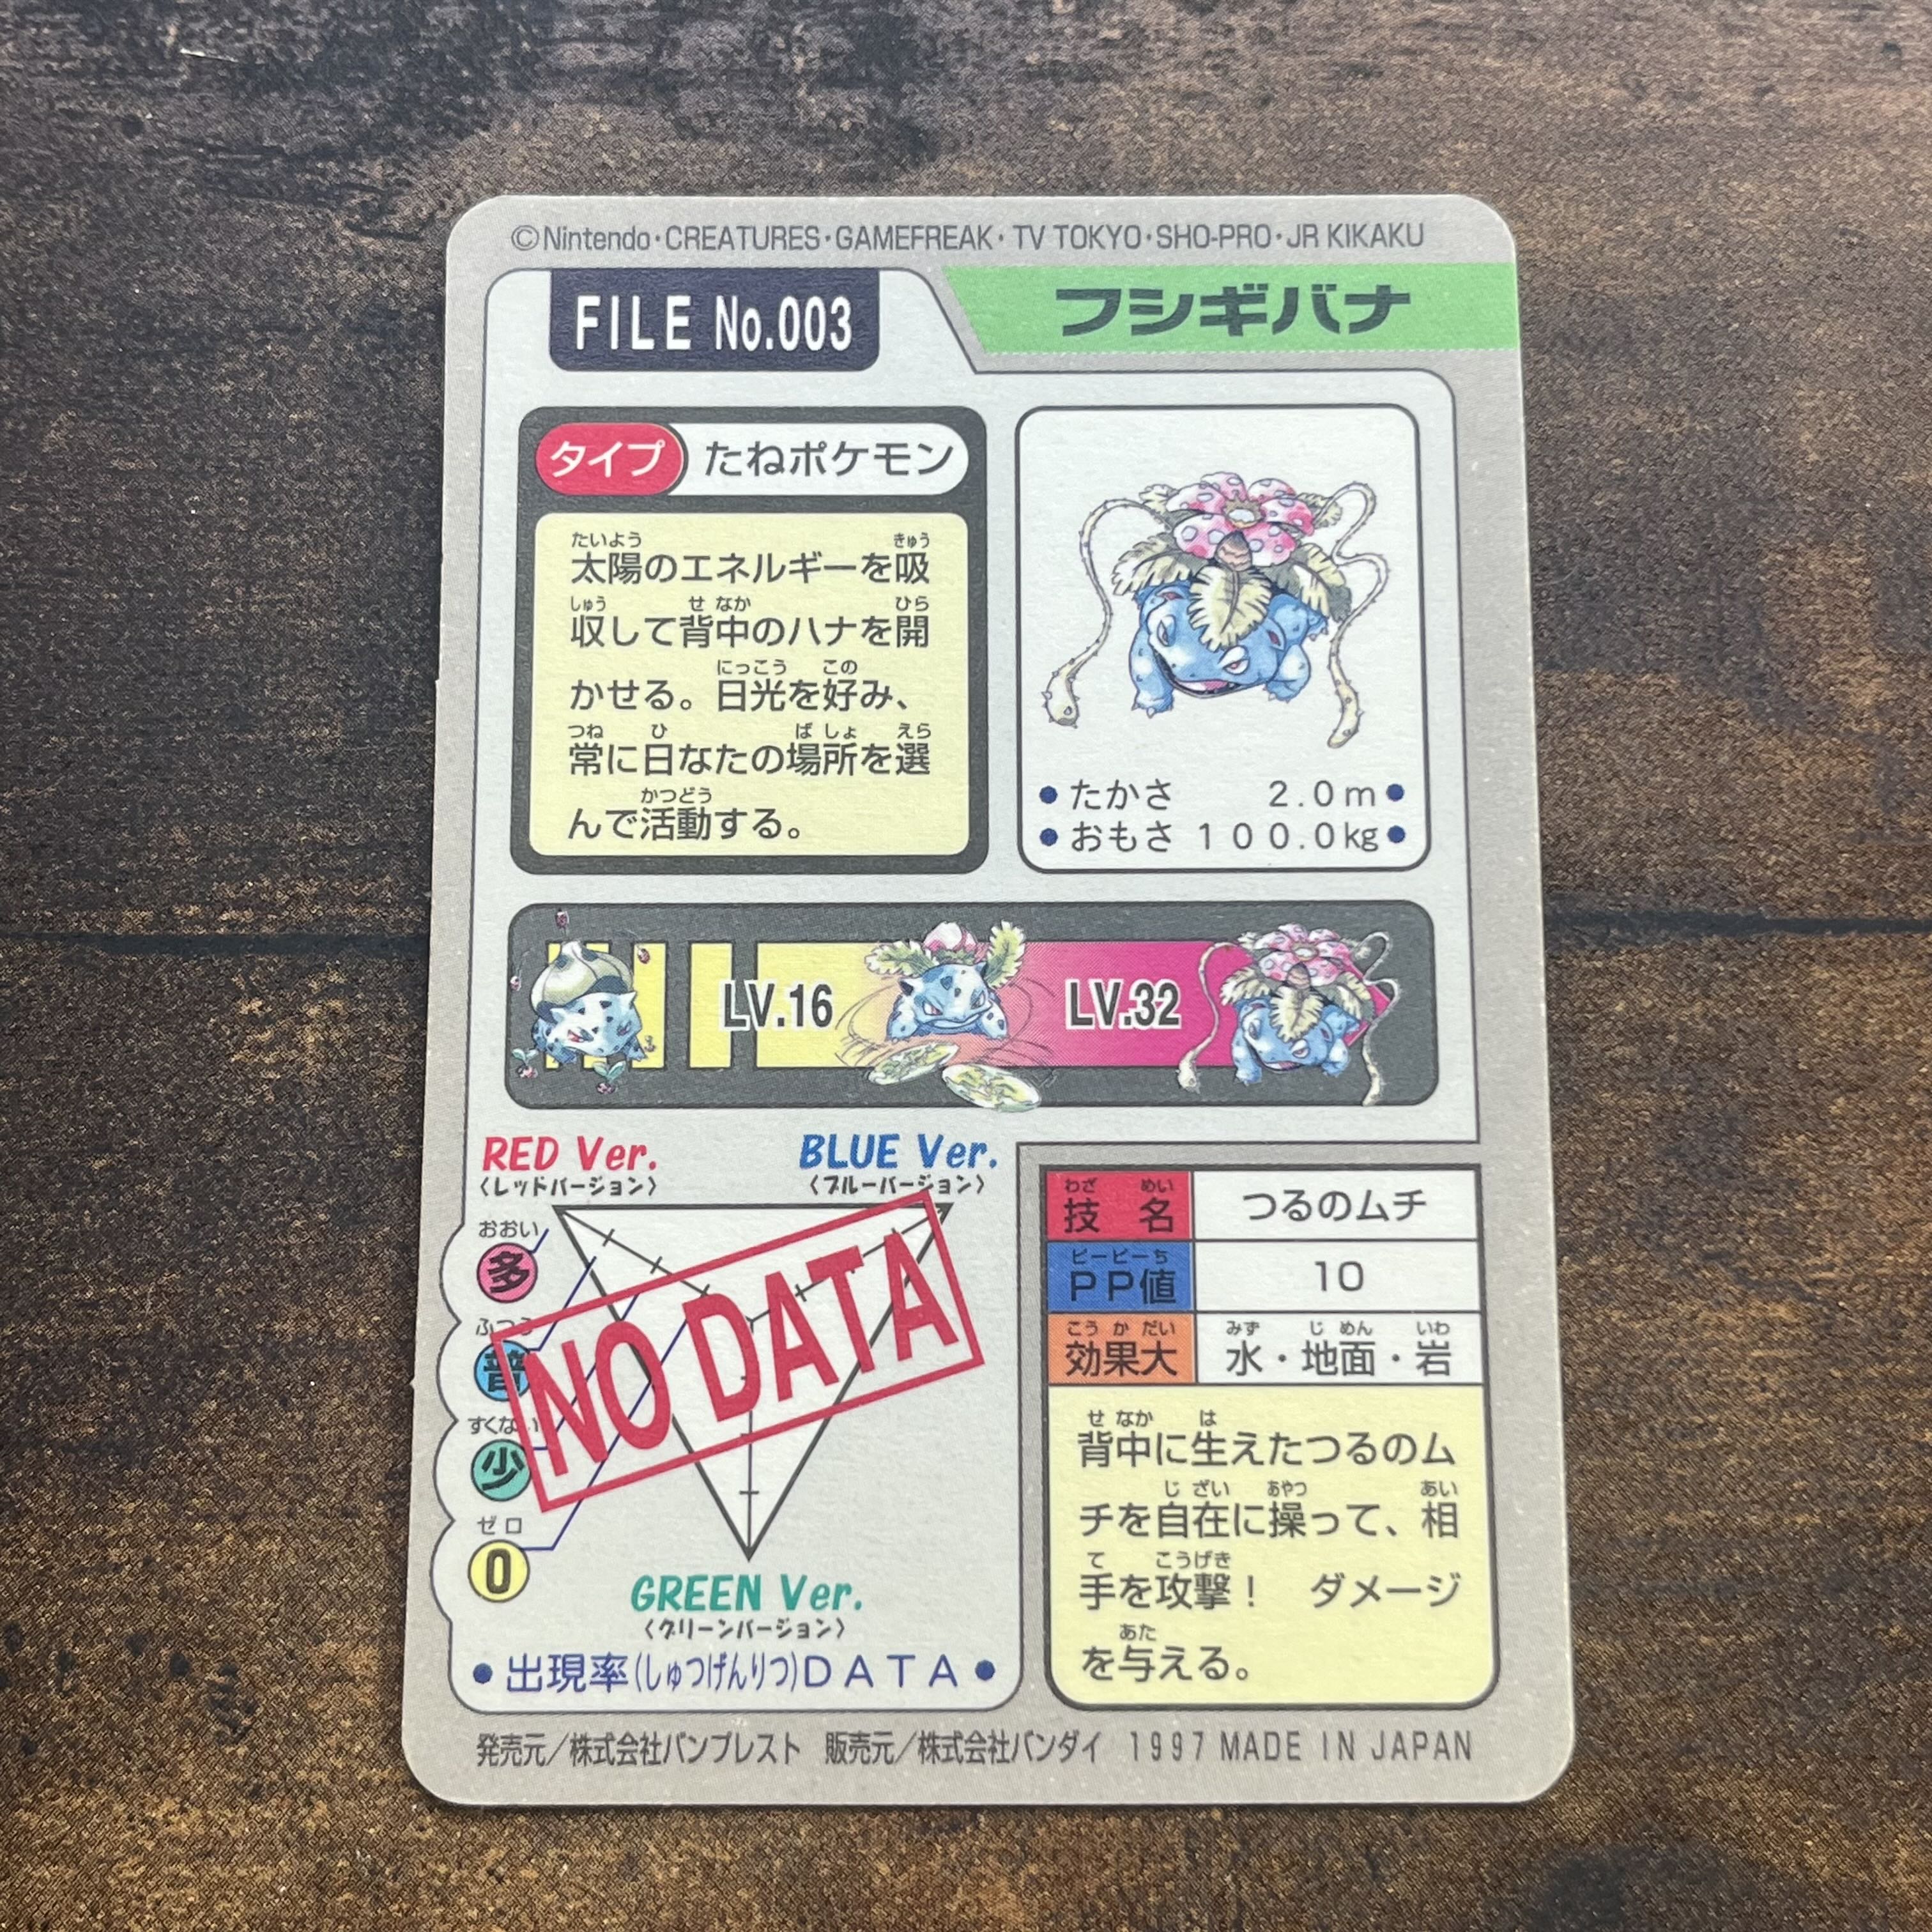 ©Nintendo・CREATURES・GAMEFREAK・TV TOKYO・SHO-PRO・JR KIKAKU
FILE No.003
フシギバナ
タイプ たねポケモン
たいよう きゅう
太陽のエネルギーを吸
しゅう せ なか ひら
収して背中のハナを開
にっこう この
かせる。日光を好み、
つね ひ ば しょ えら
常に日なたの場所を選
かつどう
んで活動する。
・たかさ 2.0m・
・おもさ 100.0kg・
LV.16 LV.32
RED Ver.
〈レッドバージョン〉
BLUE Ver.
〈ブルーバージョン〉
おおい
多
ふつう
普
すくない
少
ゼロ
0
NO DATA
GREEN Ver.
〈グリーンバージョン〉
・出現率(しゅつげんりつ)DATA・
わざ めい
技名 つるのムチ
ピーピーち
PP値 10
こう か だい みず じ めん いわ
効果大 水・地面・岩
せ なか は
背中に生えたつるのム
じ ざい あやつ あい
チを自在に操って、相
て こうげき
手を攻撃! ダメージ
あた
を与える。
発売元/株式会社バンプレスト 販売元/株式会社バンダイ 1997 MADE IN JAPAN